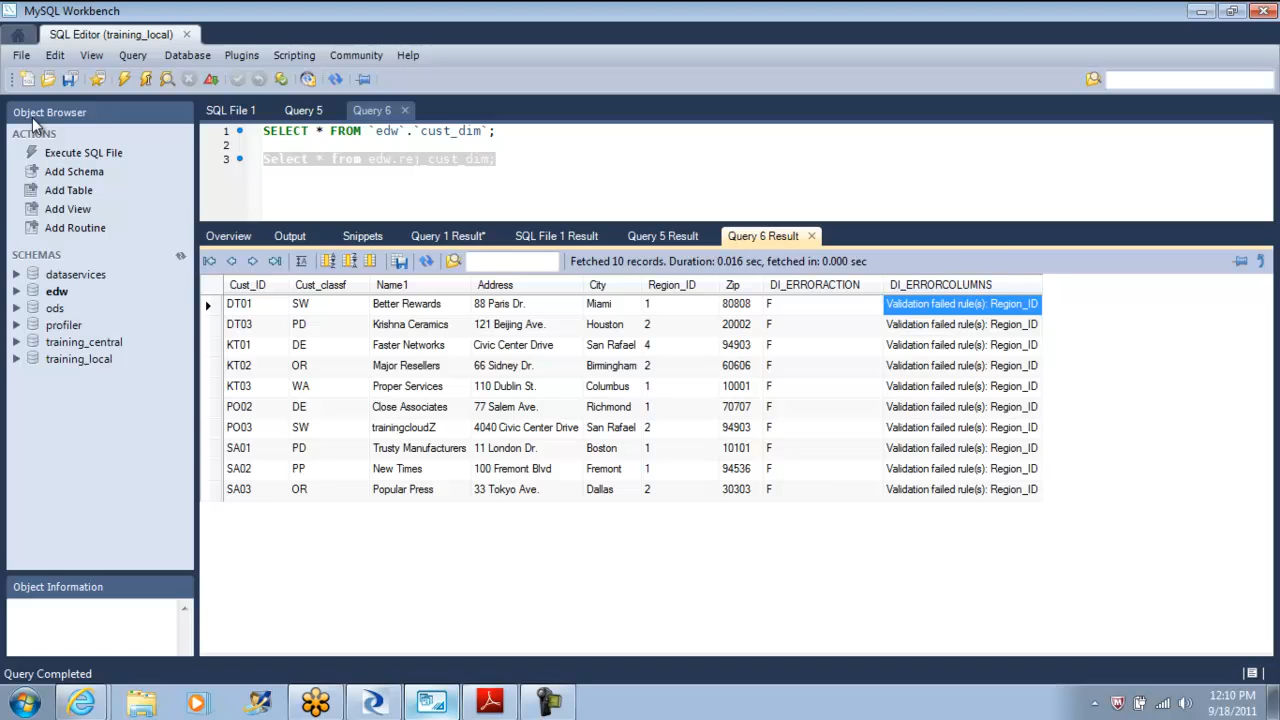 MySQL Workbench
SQL Editor (training_local)
File Edit View Query Database Plugins Scripting Community Help
Object Browser
ACTIONS
Execute SQL File
Add Schema
Add Table
Add View
Add Routine
SCHEMAS
dataservices
edw
ods
profiler
training_central
training_local
Object Information
SQL File 1 Query 5 Query 6
1 SELECT * FROM `edw`.`cust_dim`;
2
3 Select * from edw.rej_cust_dim;
Overview Output Snippets Query 1 Result* SQL File 1 Result Query 5 Result Query 6 Result
Fetched 10 records. Duration: 0.016 sec, fetched in: 0.000 sec
Cust_ID Cust_classf Name1 Address City Region_ID Zip DI_ERRORACTION DI_ERRORCOLUMNS
DT01 SW Better Rewards 88 Paris Dr. Miami 1 80808 F Validation failed rule(s): Region_ID
DT03 PD Krishna Ceramics 121 Beijing Ave. Houston 2 20002 F Validation failed rule(s): Region_ID
KT01 DE Faster Networks Civic Center Drive San Rafael 4 94903 F Validation failed rule(s): Region_ID
KT02 OR Major Resellers 66 Sidney Dr. Birmingham 2 60606 F Validation failed rule(s): Region_ID
KT03 WA Proper Services 110 Dublin St. Columbus 1 10001 F Validation failed rule(s): Region_ID
PO02 DE Close Associates 77 Salem Ave. Richmond 1 70707 F Validation failed rule(s): Region_ID
PO03 SW trainingcloudZ 4040 Civic Center Drive San Rafael 2 94903 F Validation failed rule(s): Region_ID
SA01 PD Trusty Manufacturers 11 London Dr. Boston 1 10101 F Validation failed rule(s): Region_ID
SA02 PP New Times 100 Fremont Blvd Fremont 1 94536 F Validation failed rule(s): Region_ID
SA03 OR Popular Press 33 Tokyo Ave. Dallas 2 30303 F Validation failed rule(s): Region_ID
Query Completed
12:10 PM
9/18/2011